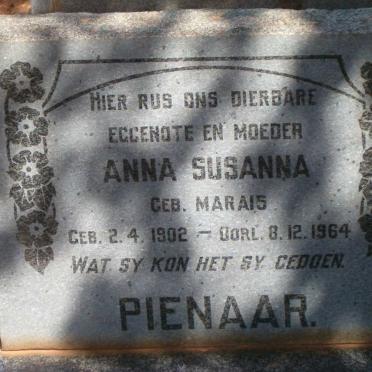 HIER RUS ONS DIERBARE
EGGENOTE EN MOEDER
ANNA SUSANNA
GEB. MARAIS
GEB. 2.4.1902 — OORL. 8.12.1964
WAT SY KON HET SY GEDOEN.
PIENAAR.